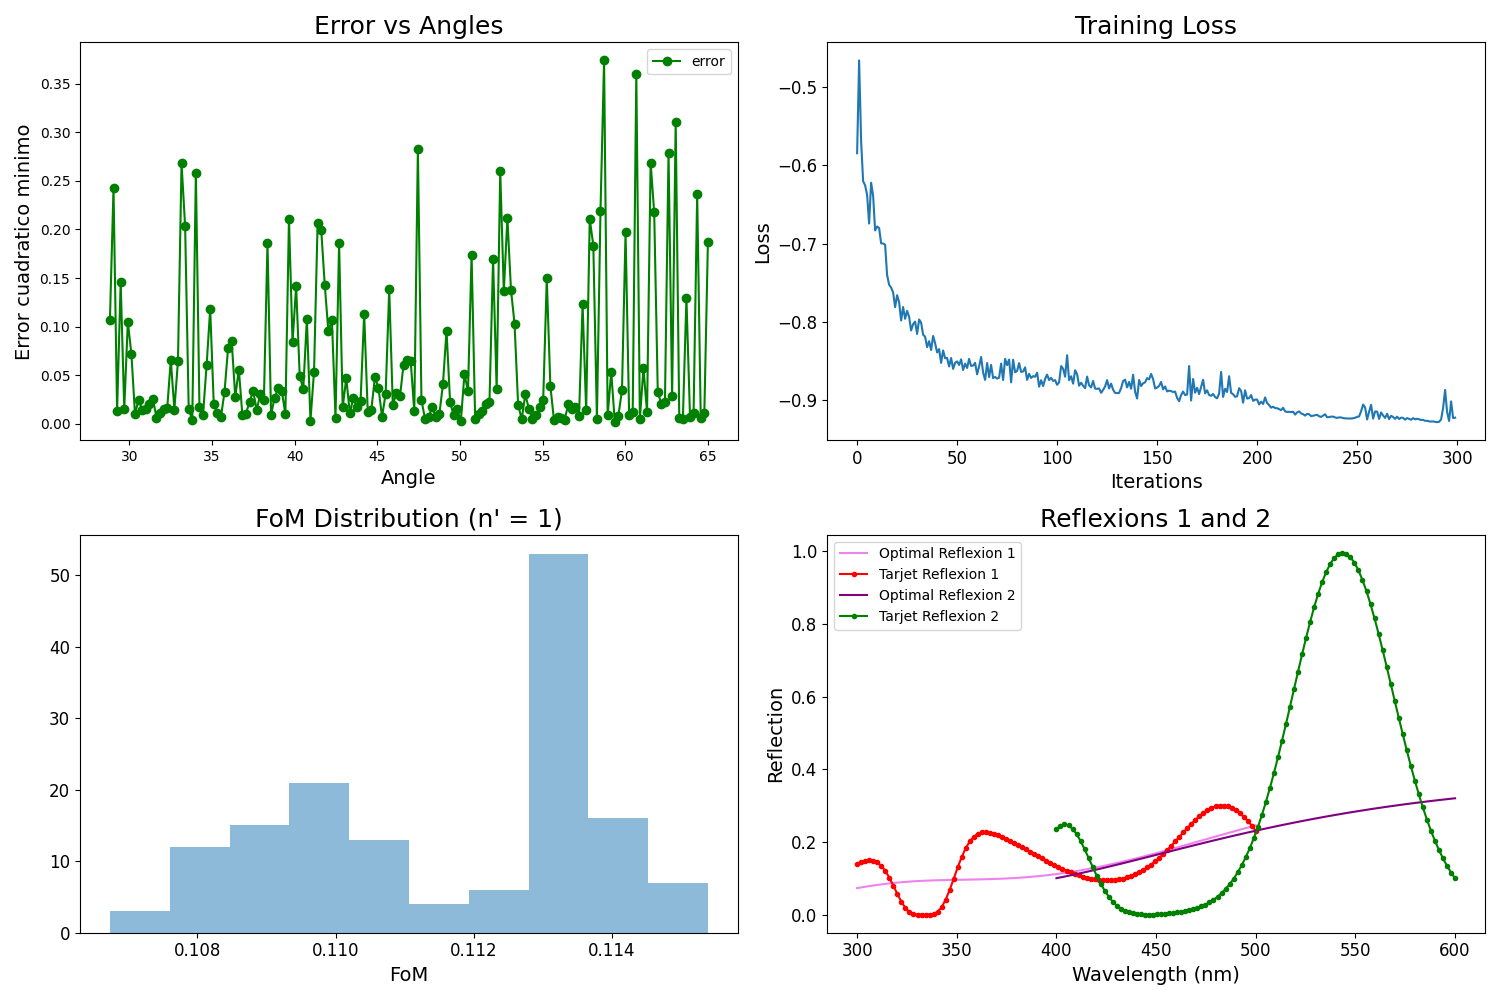 Error vs Angles
error
0.35
0.30
0.25
0.20
0.15
0.10
0.05
0.00
Error cuadratico minimo
30 35 40 45 50 55 60 65
Angle
Training Loss
−0.5
−0.6
−0.7
−0.8
−0.9
Loss
0 50 100 150 200 250 300
Iterations
FoM Distribution (n' = 1)
50
40
30
20
10
0
0.108 0.110 0.112 0.114
FoM
Reflexions 1 and 2
Optimal Reflexion 1
Tarjet Reflexion 1
Optimal Reflexion 2
Tarjet Reflexion 2
1.0
0.8
0.6
0.4
0.2
0.0
Reflection
300 350 400 450 500 550 600
Wavelength (nm)